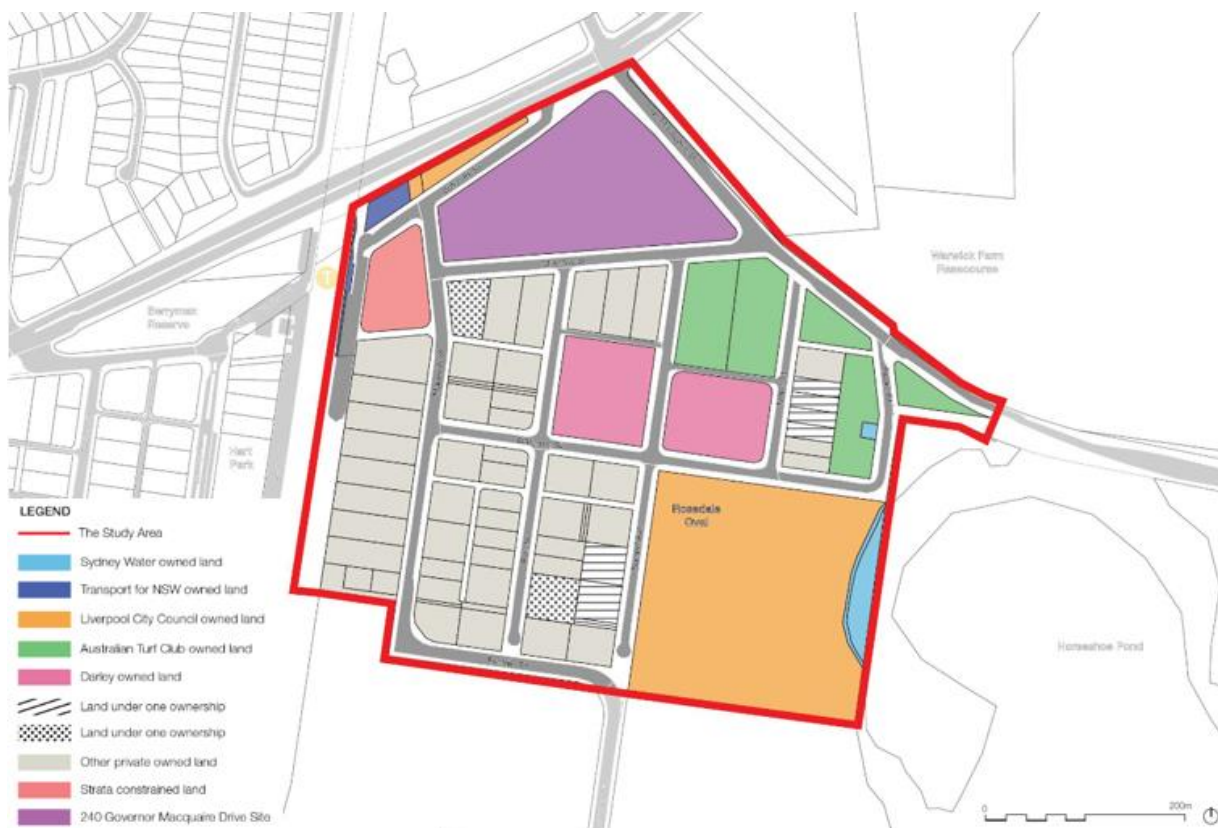 Warwick Farm
Racecourse
T
Berryman
Reserve
Hart
Park
Rosedale
Oval
Horseshoe Pond
LEGEND
The Study Area
Sydney Water owned land
Transport for NSW owned land
Liverpool City Council owned land
Australian Turf Club owned land
Darley owned land
Land under one ownership
Land under one ownership
Other private owned land
Strata constrained land
240 Governor Macquaire Drive Site
0
200m